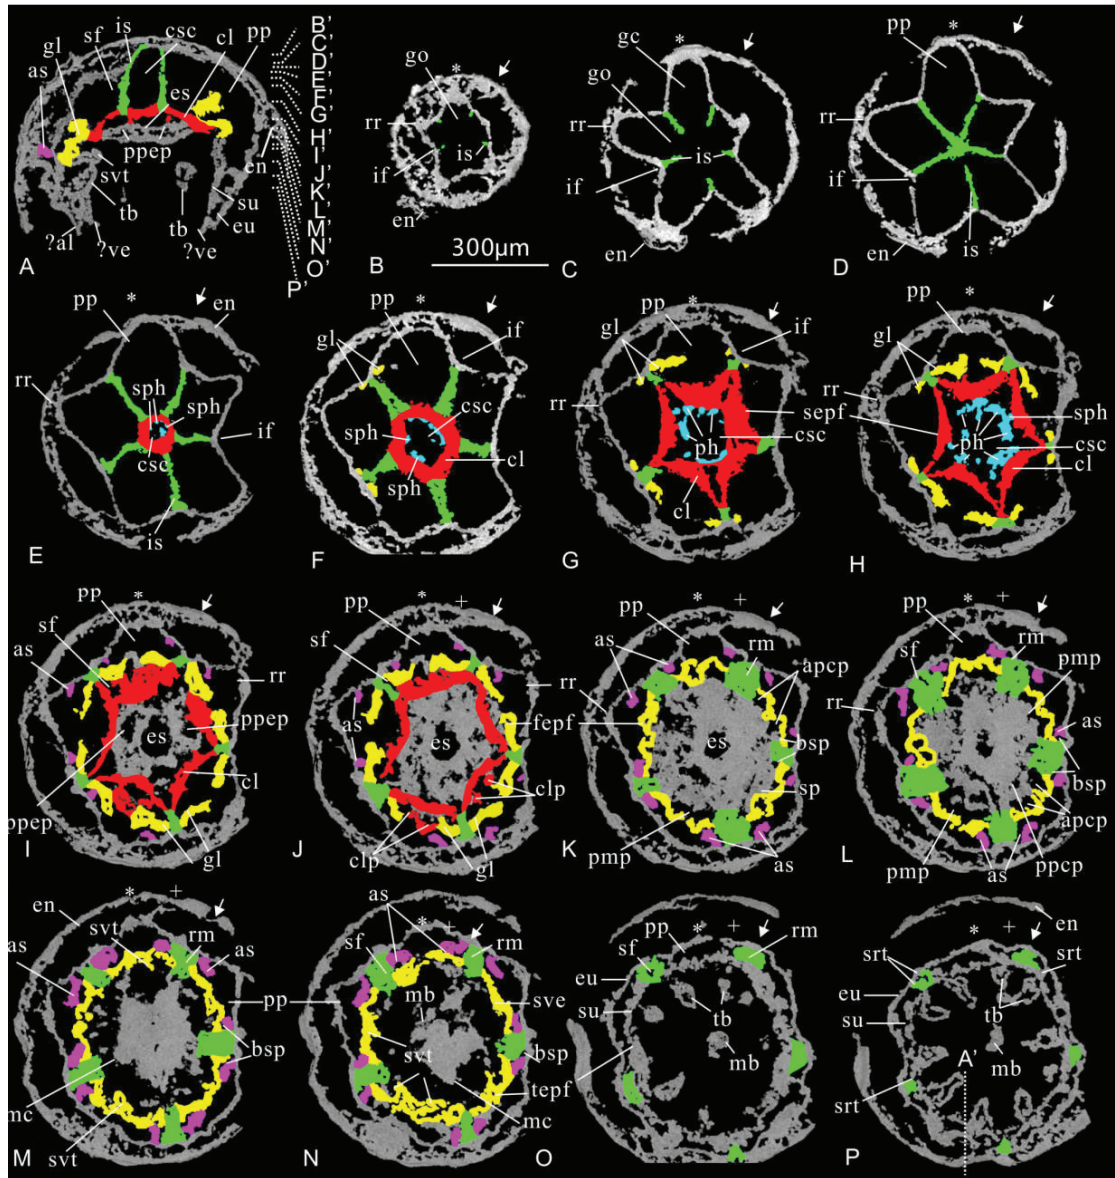 gl sf is csc cl pp
as
es
ppep
svt
tb tb
?al ?ve ?ve
su
eu
en
A
B'
C'
D'
E'
F'
G'
H'
I'
J'
K'
L'
M'
N'
O'
P'
go * rr if is en
B
300μm
gc * go rr is if en
C
pp * rr if is en
D
pp * en
rr sph sph
csc if
is
E
pp * gl if
csc sph
sph cl
F
pp * gl if
rr sepf
ph csc
cl
G
pp * gl
rr sph
ph csc
cl
H
pp *
sf as rr
ppep
es
cl
ppep gl
I
pp * +
sf rr
as fepf
es
clp
clp gl
J
pp * +
as rm
rr apcp
es bsp
sp
pmp as
K
pp * +
sf rm
pmp
rr as
bsp
apcp
pmp as ppcp
L
en * +
svt rm
as as
pp
bsp
mc
svt
M
as * +
sf rm
mb sve
svt bsp
tepf
mc
N
pp * +
sf rm
eu
su tb
mb
O
* + en
srt srt
eu tb
su
A' mb
srt
P